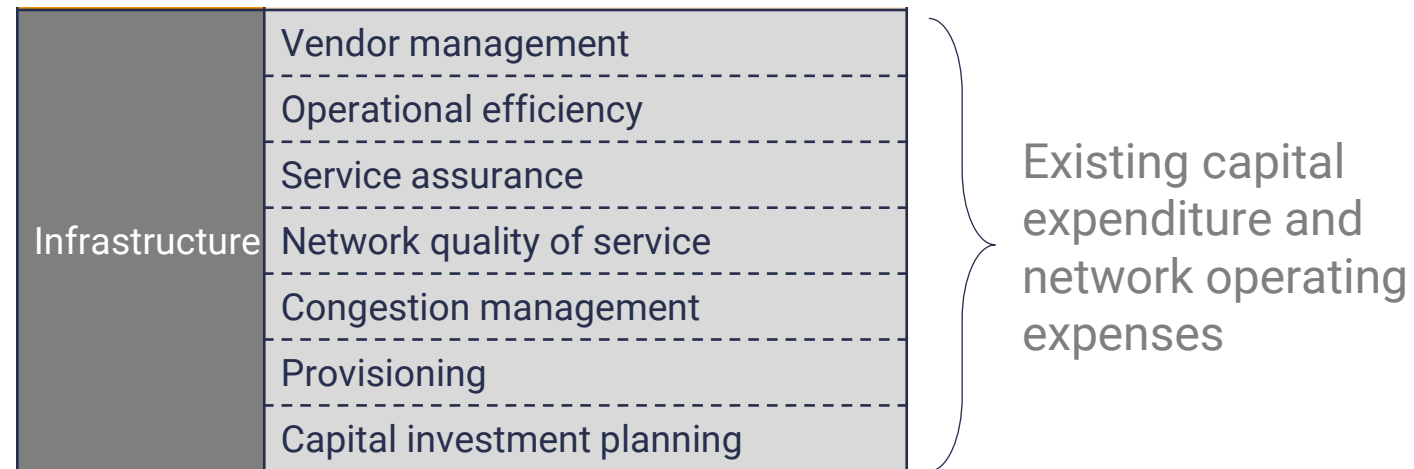 Infrastructure
Vendor management
Operational efficiency
Service assurance
Network quality of service
Congestion management
Provisioning
Capital investment planning
Existing capital
expenditure and
network operating
expenses